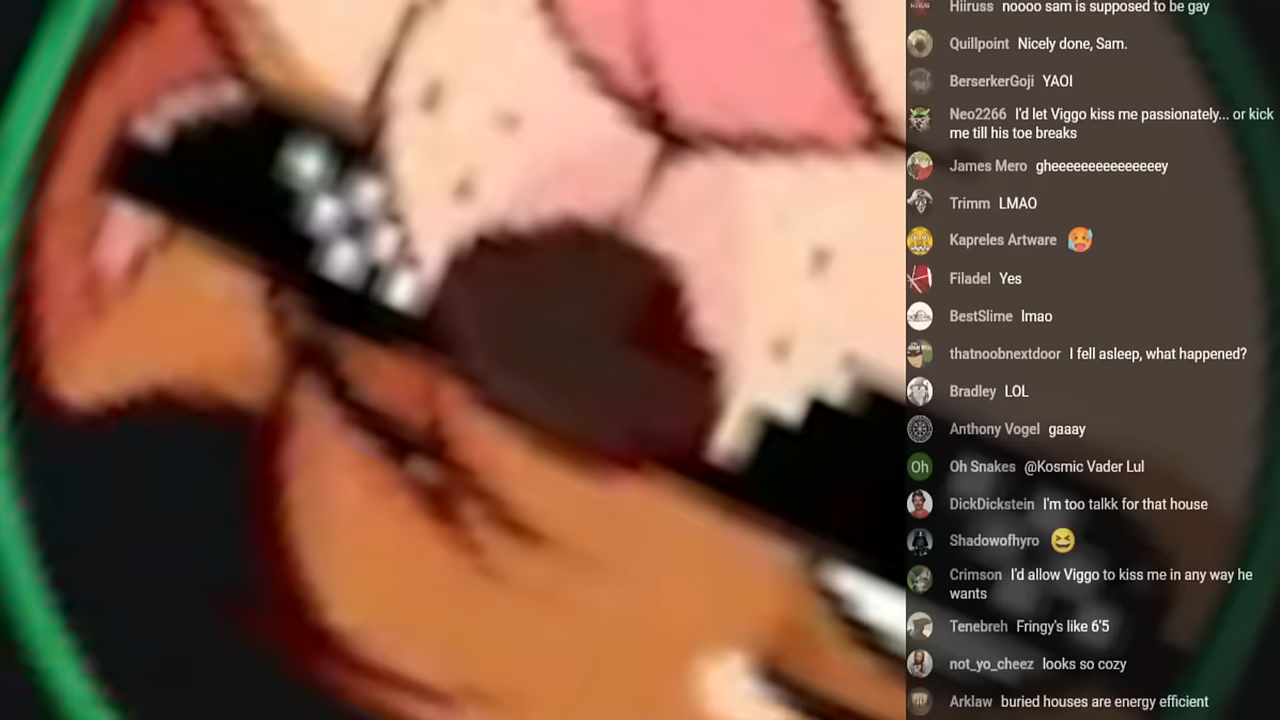 Hiiruss noooo sam is supposed to be gay
Quillpoint Nicely done, Sam.
BerserkerGoji YAOI
Neo2266 I'd let Viggo kiss me passionately... or kick
me till his toe breaks
James Mero gheeeeeeeeeeeeeey
Trimm LMAO
Kapreles Artware 🥵
Filadel Yes
BestSlime lmao
thatnoobnextdoor I fell asleep, what happened?
Bradley LOL
Anthony Vogel gaaay
Oh Oh Snakes @Kosmic Vader Lul
DickDickstein I'm too talkk for that house
Shadowofhyro 😆
Crimson I'd allow Viggo to kiss me in any way he
wants
Tenebreh Fringy's like 6'5
not_yo_cheez looks so cozy
Arklaw buried houses are energy efficient